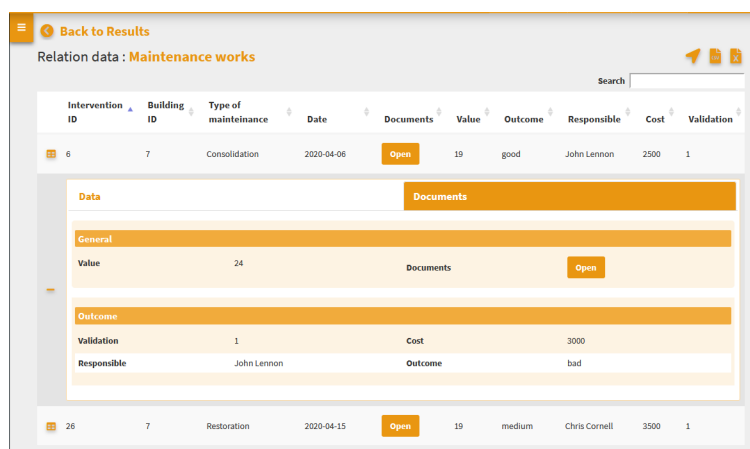 Back to Results
Relation data : Maintenance works
Search
Intervention ID Building ID Type of mainteinance Date Documents Value Outcome Responsible Cost Validation
6 7 Consolidation 2020-04-06 Open 19 good John Lennon 2500 1
Data Documents
General
Value 24 Documents Open
Outcome
Validation 1 Cost 3000
Responsible John Lennon Outcome bad
26 7 Restoration 2020-04-15 Open 19 medium Chris Cornell 3500 1